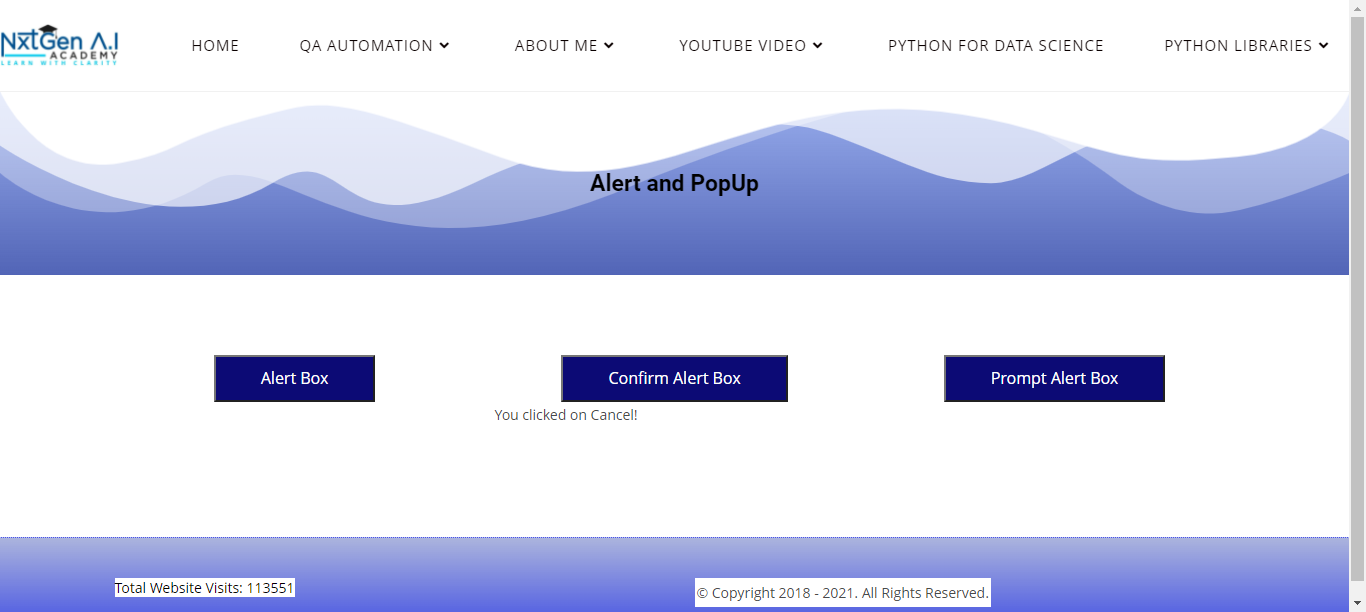 NxtGen A.I
ACADEMY
LEARN WITH CLARITY
HOME
QA AUTOMATION
ABOUT ME
YOUTUBE VIDEO
PYTHON FOR DATA SCIENCE
PYTHON LIBRARIES
Alert and PopUp
Alert Box
Confirm Alert Box
Prompt Alert Box
You clicked on Cancel!
Total Website Visits: 113551
© Copyright 2018 - 2021. All Rights Reserved.